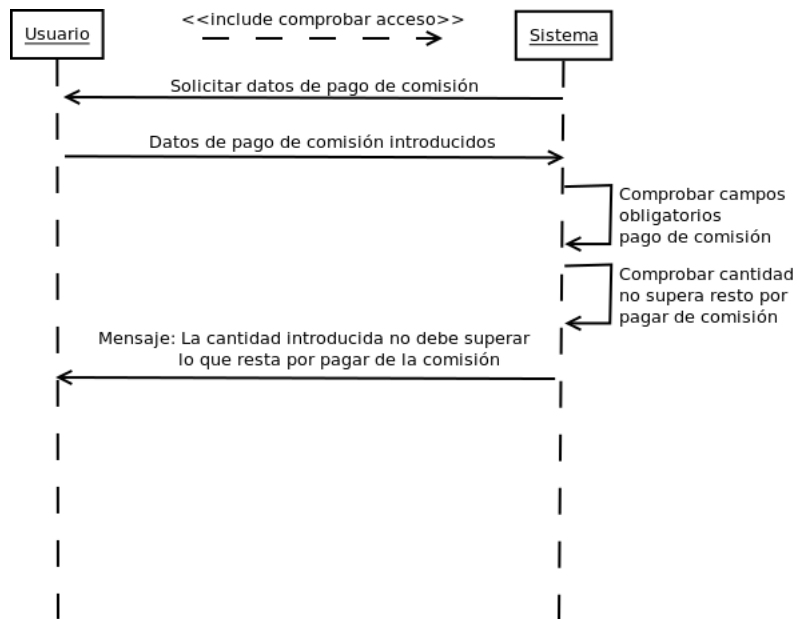 <<include comprobar acceso>>
Usuario
Sistema
Solicitar datos de pago de comisión
Datos de pago de comisión introducidos
Comprobar campos
obligatorios
pago de comisión
Comprobar cantidad
no supera resto por
pagar de comisión
Mensaje: La cantidad introducida no debe superar
lo que resta por pagar de la comisión